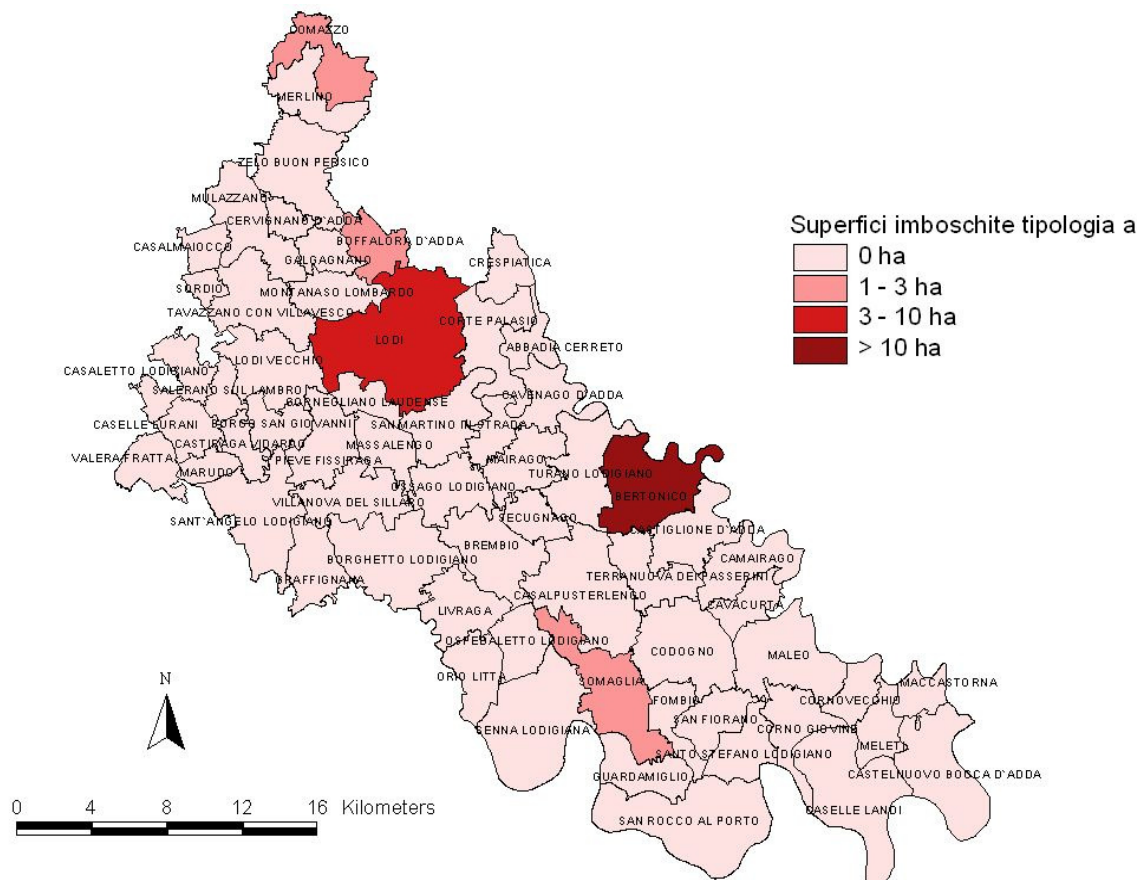 COMAZZO
MERLINO
ZELO BUON PERSICO
MULAZZANO
CERVIGNANO D'ADDA
CASALMAIOCCO
BOFFALORA D'ADDA
GALGAGNANO
CRESPIATICA
SORDIO
MONTANASO LOMBARDO
TAVAZZANO CON VILLAVESCO
CORTE PALASIO
LODI
ABBADIA CERRETO
LODI VECCHIO
CASALETTO LODIGIANO
SALERANO SUL LAMBRO
CAVENAGO D'ADDA
CORNEGLIANO LAUDENSE
CASELLE LURANI
BORGO SAN GIOVANNI
SAN MARTINO IN STRADA
CASTIRAGA VIDARDO
MASSALENGO
VALERA FRATTA
PIEVE FISSIRAGA
MAIRAGO
MARUDO
TURANO LODIGIANO
OSSAGO LODIGIANO
VILLANOVA DEL SILLARO
BERTONICO
SANT'ANGELO LODIGIANO
SECUGNAGO
CASTIGLIONE D'ADDA
BREMBIO
BORGHETTO LODIGIANO
CAMAIRAGO
GRAFFIGNANA
TERRANUOVA DEI PASSERINI
CASALPUSTERLENGO
CAVACURTA
LIVRAGA
OSPEDALETTO LODIGIANO
CODOGNO
MALEO
ORIO LITTA
SOMAGLIA
MACCASTORNA
FOMBIO
CORNOVECCHIO
SAN FIORANO
SENNA LODIGIANA
CORNO GIOVINE
MELETI
SANTO STEFANO LODIGIANO
GUARDAMIGLIO
CASTELNUOVO BOCCA D'ADDA
CASELLE LANDI
SAN ROCCO AL PORTO
Superfici imboschite tipologia a
0 ha
1 - 3 ha
3 - 10 ha
> 10 ha
N
0 4 8 12 16 Kilometers